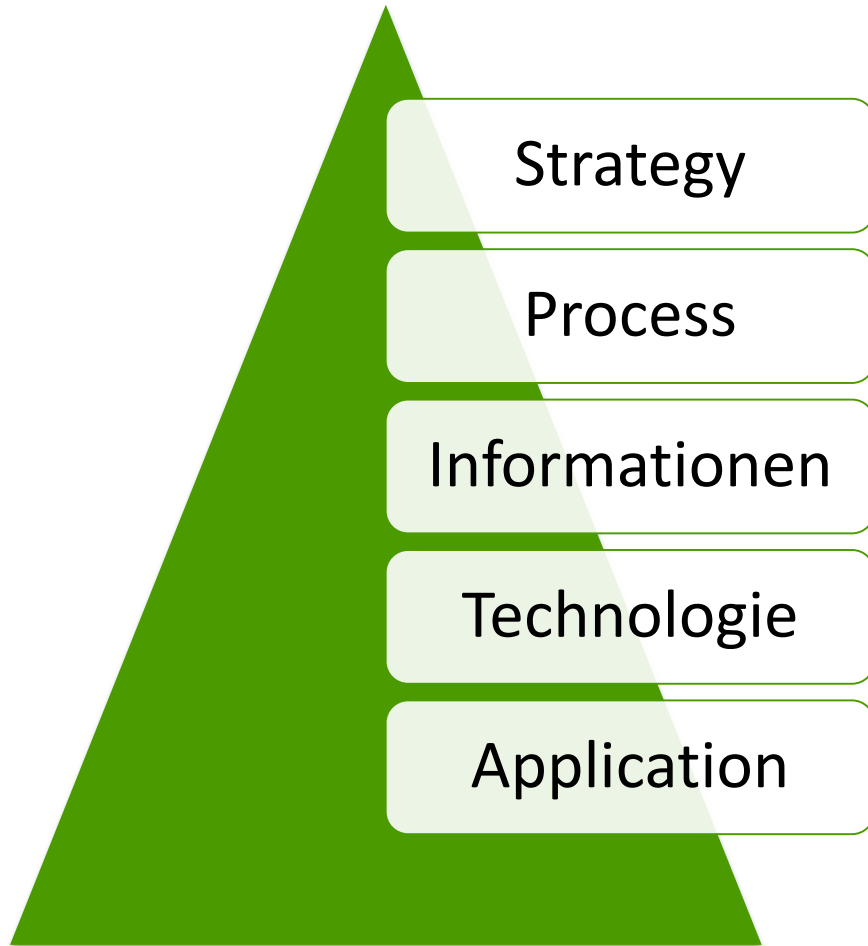 Strategy
Process
Informationen
Technologie
Application